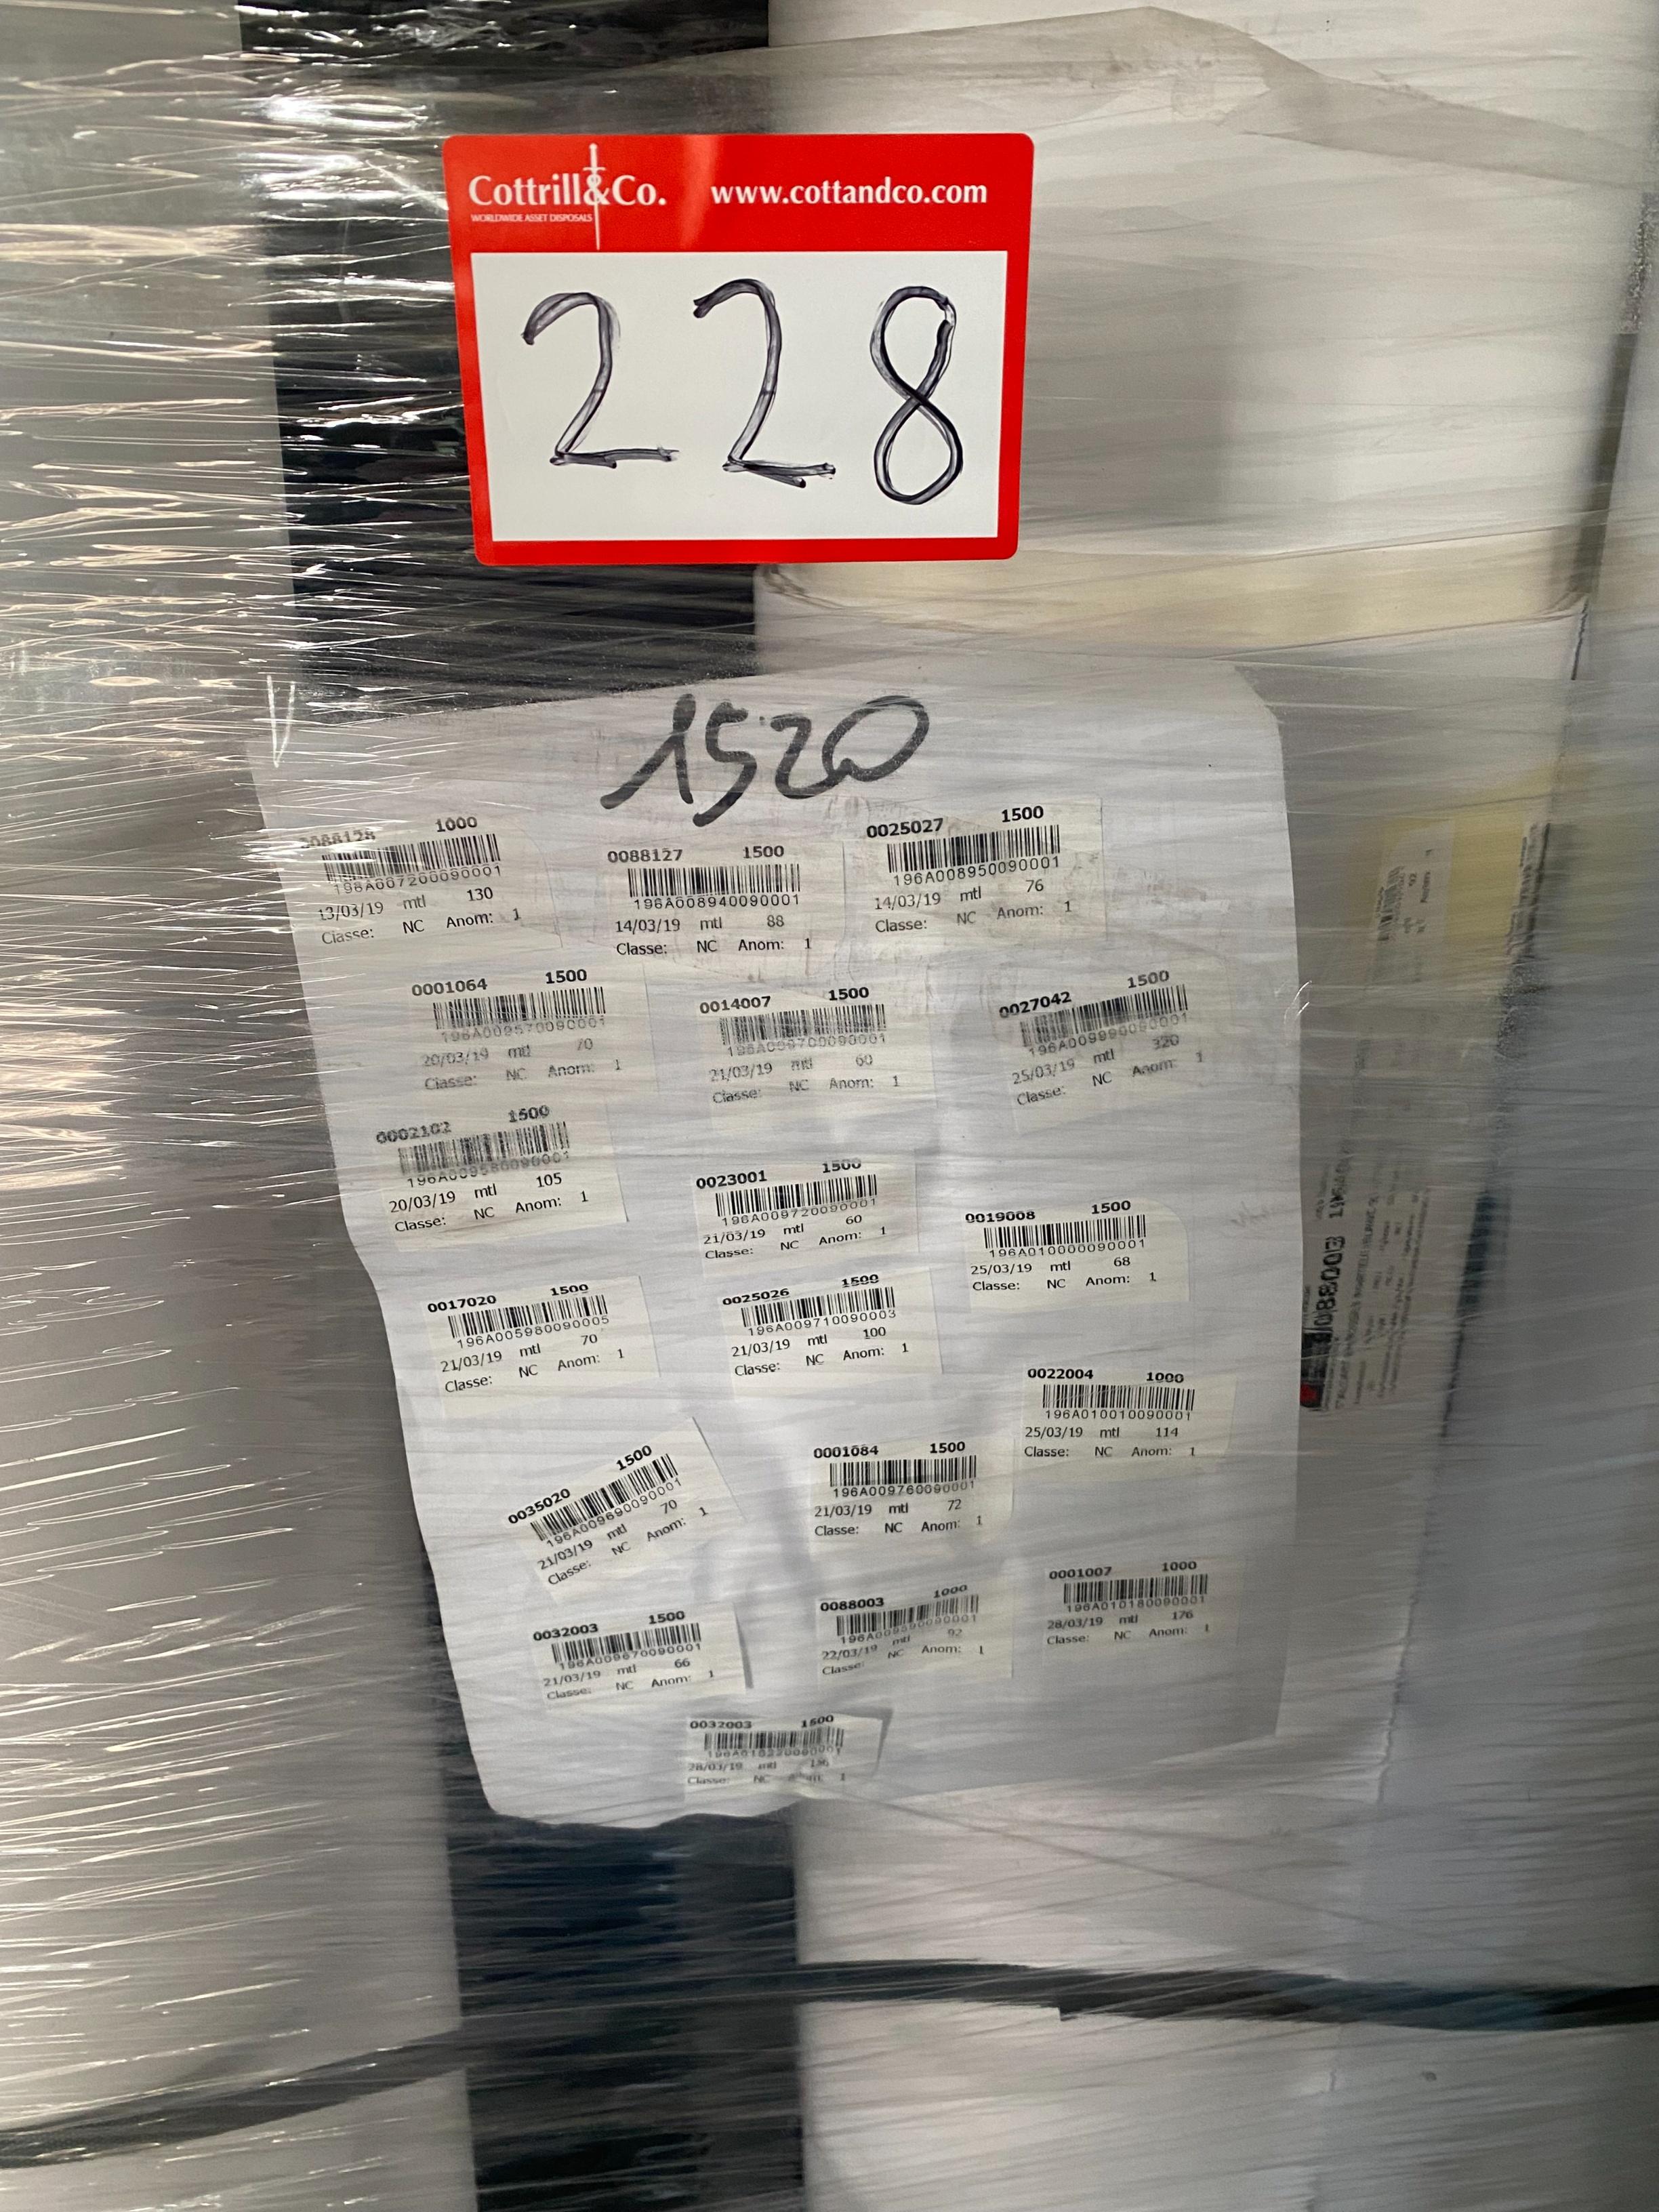 Cottrill&Co. www.cottandco.com
WORLDWIDE ASSET DISPOSALS
228
1520
0088128 1000
196A007200090001
13/03/19 mtl 130
Classe: NC Anom: 1
0088127 1500
196A008940090001
14/03/19 mtl 88
Classe: NC Anom: 1
0025027 1500
196A008950090001
14/03/19 mtl 76
Classe: NC Anom: 1
0001064 1500
196A009570090001
20/03/19 mtl 70
Classe: NC Anom: 1
0014007 1500
196A009700090001
21/03/19 mtl 60
Classe: NC Anom: 1
0027042 1500
196A009990090001
25/03/19 mtl 320
Classe: NC Anom: 1
0002102 1500
196A009580090001
20/03/19 mtl 105
Classe: NC Anom: 1
0023001 1500
196A009720090001
21/03/19 mtl 60
Classe: NC Anom: 1
0019008 1500
196A010000090001
25/03/19 mtl 68
Classe: NC Anom: 1
0017020 1500
196A005980090005
21/03/19 mtl 70
Classe: NC Anom: 1
0025026 1500
196A009710090003
21/03/19 mtl 100
Classe: NC Anom: 1
0022004 1000
196A010010090001
25/03/19 mtl 114
Classe: NC Anom: 1
0035020 1500
196A009690090001
21/03/19 mtl 70
Classe: NC Anom: 1
0001084 1500
196A009760090001
21/03/19 mtl 72
Classe: NC Anom: 1
0032003 1500
196A009670090001
21/03/19 mtl 66
Classe: NC Anom: 1
0088003 1000
22/03/19 mtl 92
Classe: NC Anom: 1
0001007 1000
196A010180090001
28/03/19 mtl 176
Classe: NC Anom: 1
0032003 1500
28/03/19 mtl
Classe: NC Anom: 1
0088003